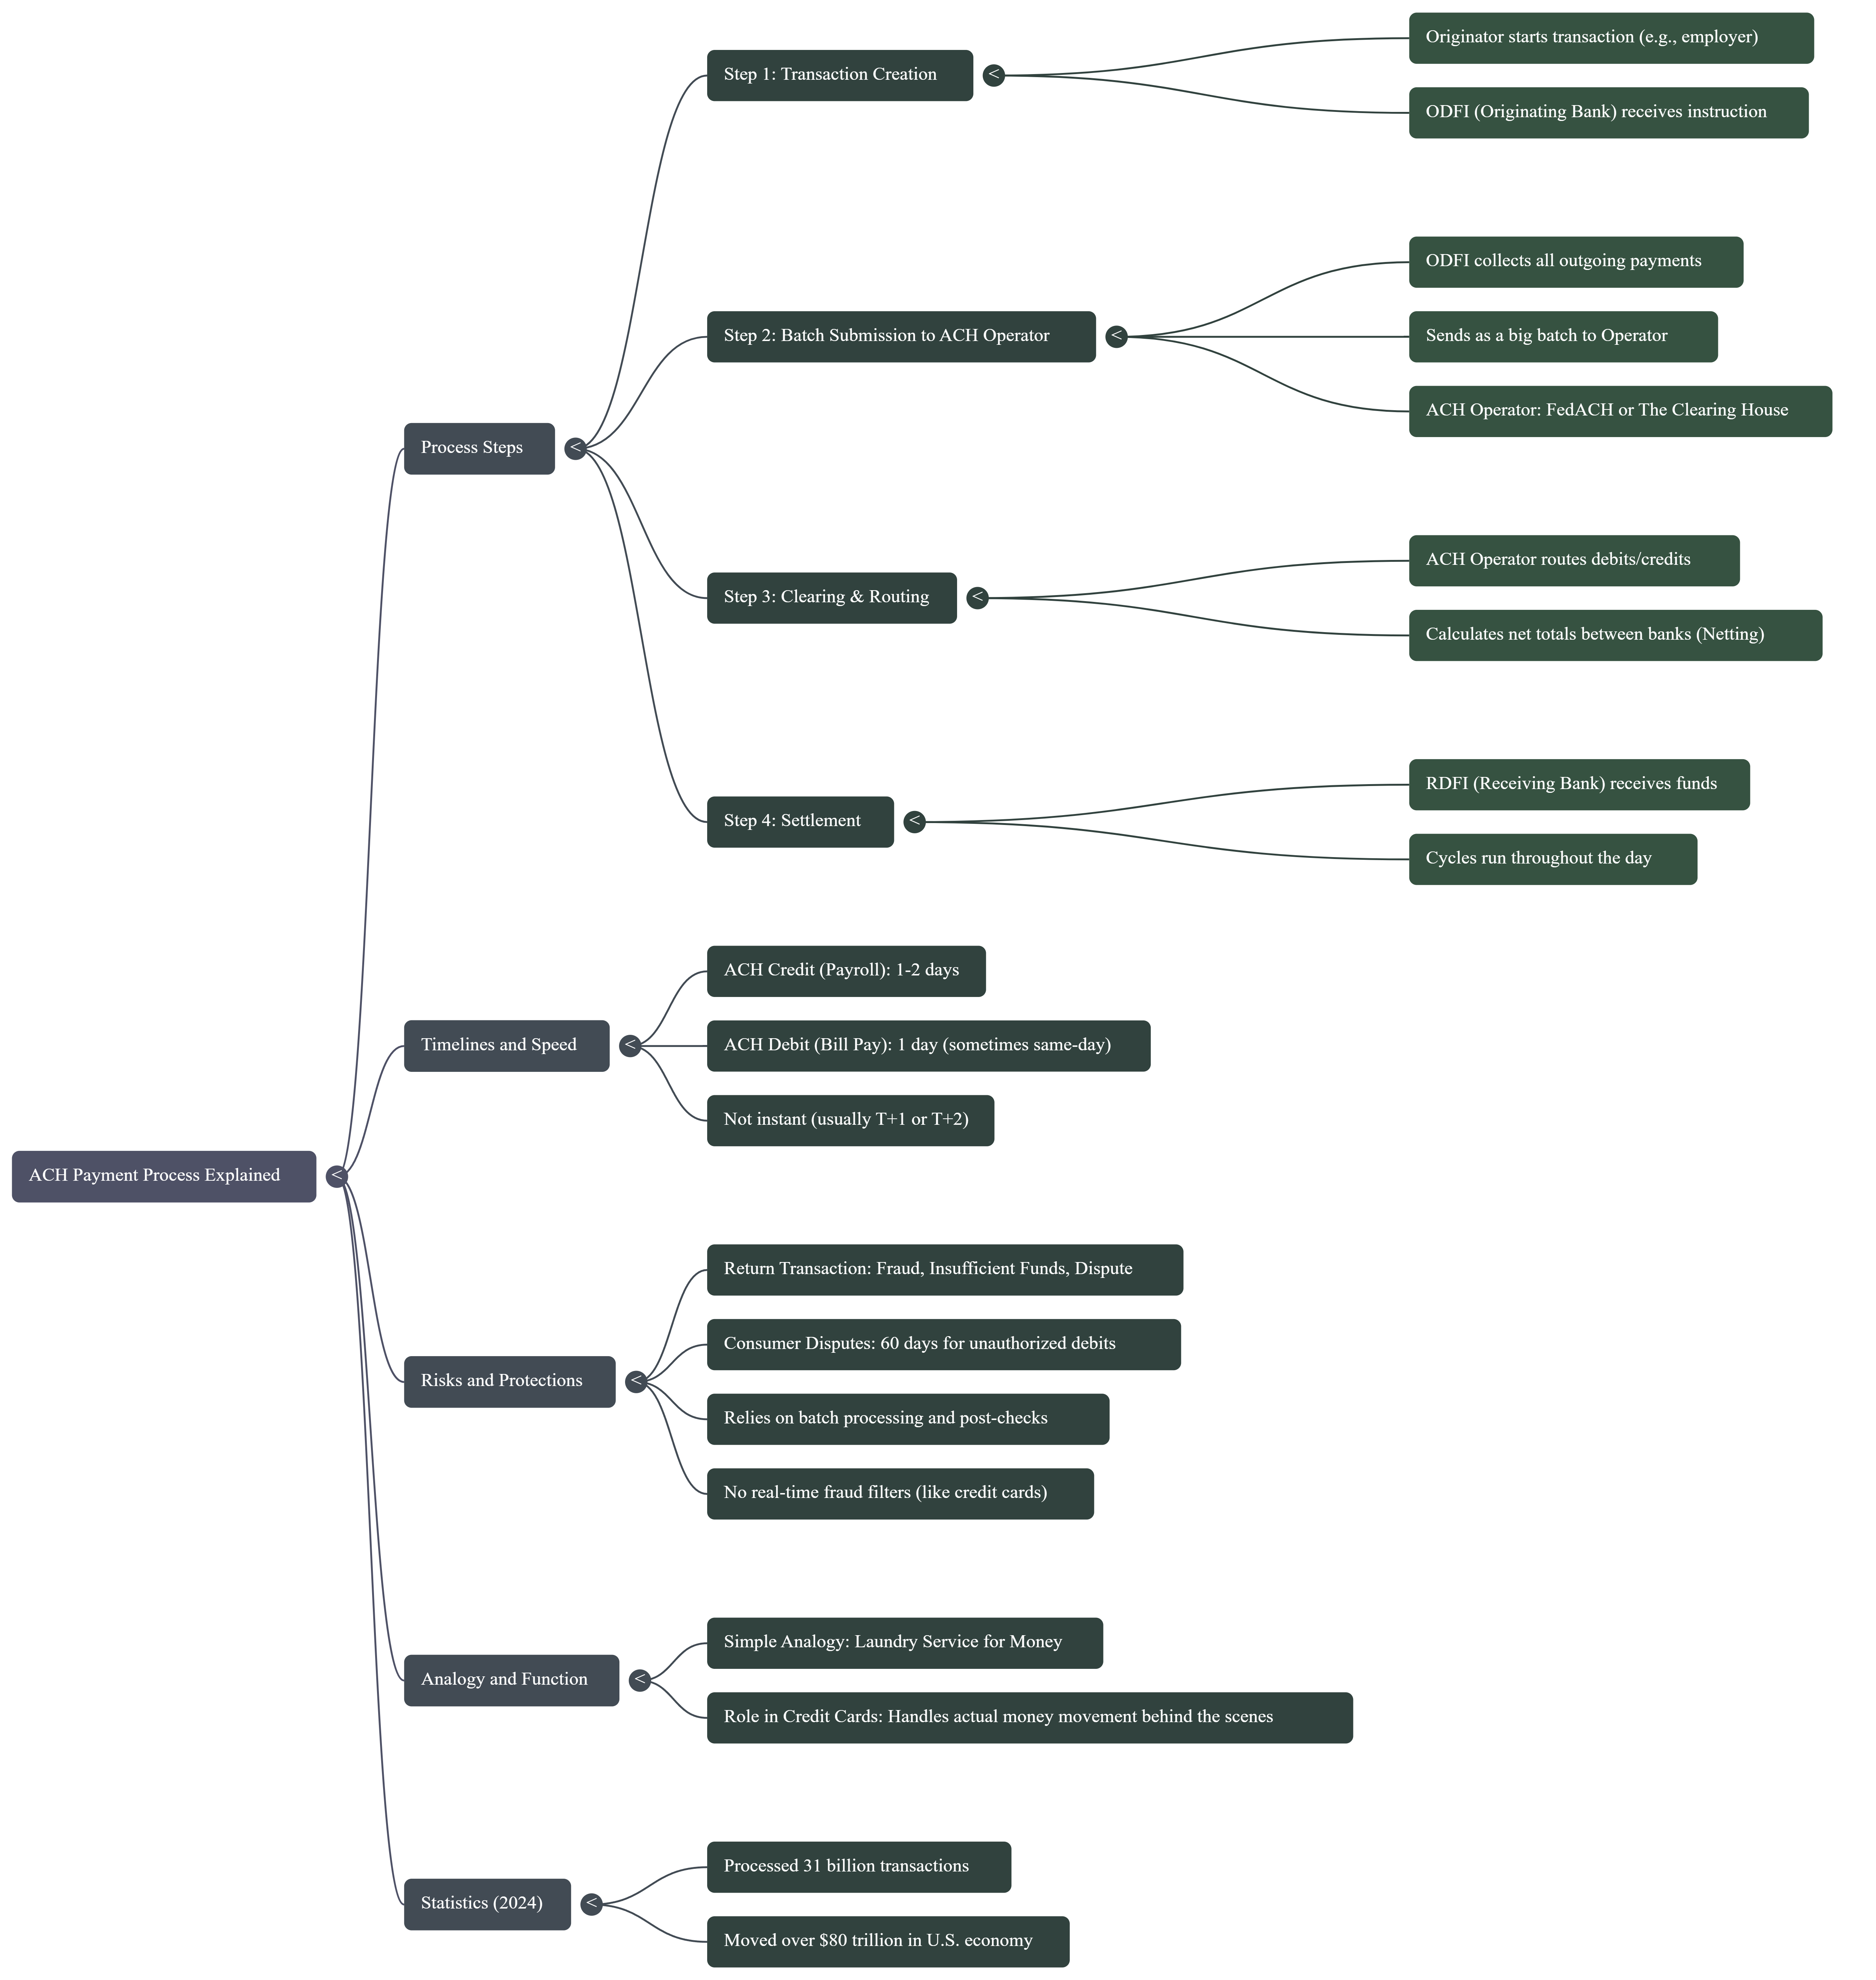 ACH Payment Process Explained
<
Process Steps
<
Step 1: Transaction Creation
<
Originator starts transaction (e.g., employer)
ODFI (Originating Bank) receives instruction
Step 2: Batch Submission to ACH Operator
<
ODFI collects all outgoing payments
Sends as a big batch to Operator
ACH Operator: FedACH or The Clearing House
Step 3: Clearing & Routing
<
ACH Operator routes debits/credits
Calculates net totals between banks (Netting)
Step 4: Settlement
<
RDFI (Receiving Bank) receives funds
Cycles run throughout the day
Timelines and Speed
<
ACH Credit (Payroll): 1-2 days
ACH Debit (Bill Pay): 1 day (sometimes same-day)
Not instant (usually T+1 or T+2)
Risks and Protections
<
Return Transaction: Fraud, Insufficient Funds, Dispute
Consumer Disputes: 60 days for unauthorized debits
Relies on batch processing and post-checks
No real-time fraud filters (like credit cards)
Analogy and Function
<
Simple Analogy: Laundry Service for Money
Role in Credit Cards: Handles actual money movement behind the scenes
Statistics (2024)
<
Processed 31 billion transactions
Moved over $80 trillion in U.S. economy